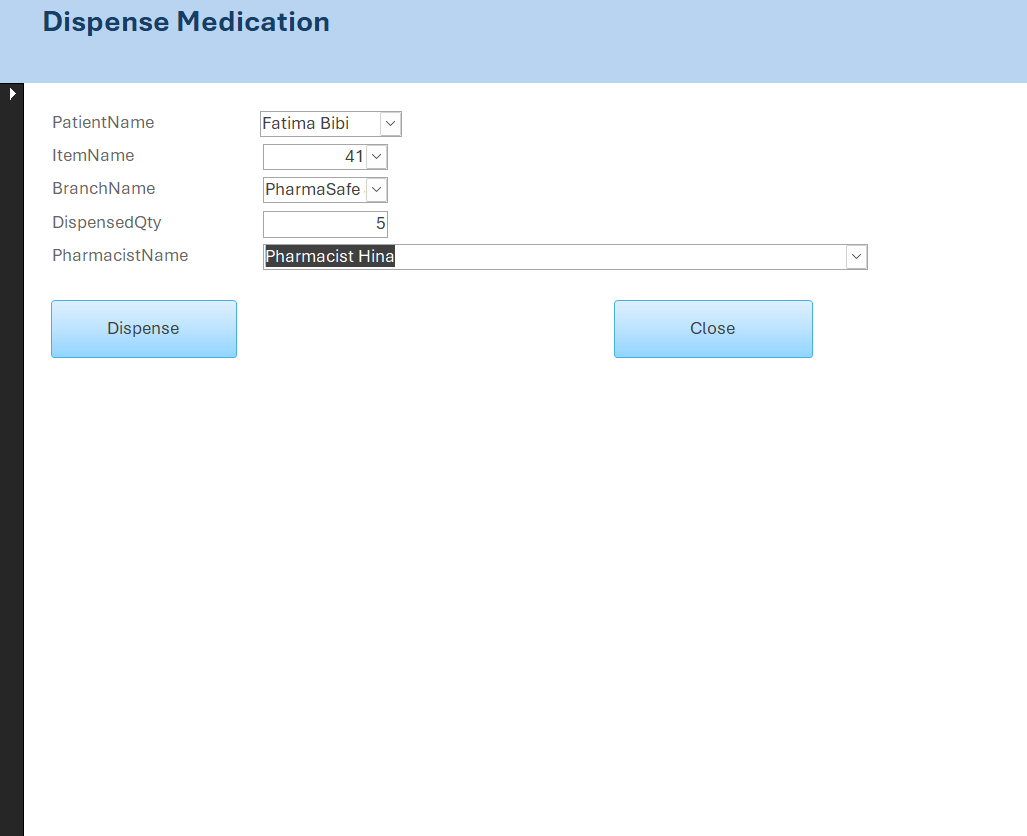 Dispense Medication
PatientName Fatima Bibi
ItemName 41
BranchName PharmaSafe
DispensedQty 5
PharmacistName Pharmacist Hina
Dispense Close